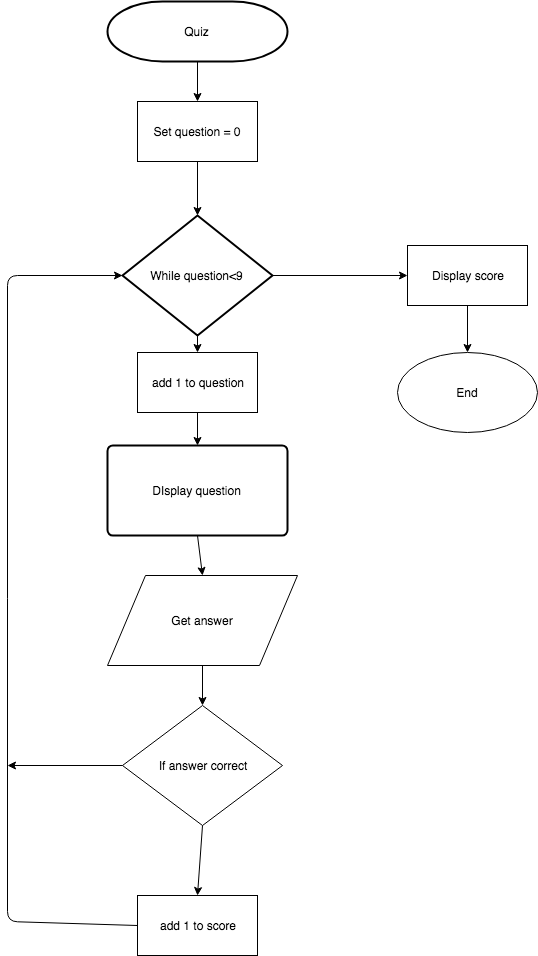 Quiz
Set question = 0
While question<9
Display score
add 1 to question
End
DIsplay question
Get answer
If answer correct
add 1 to score